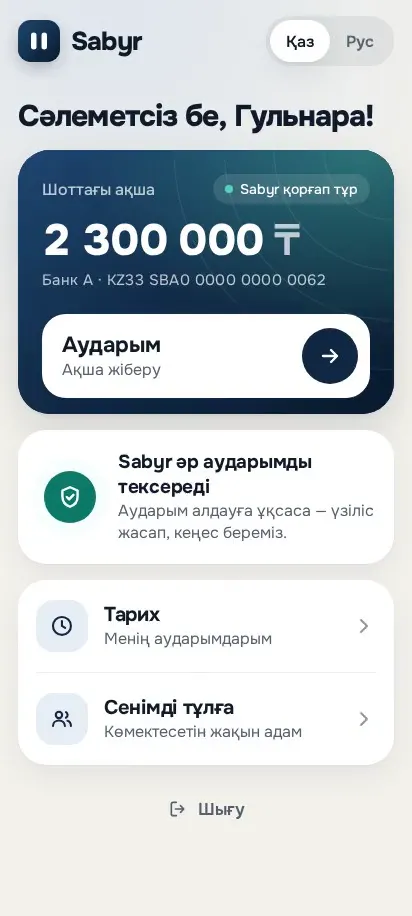 Sabyr
Қаз Рус
Сәлеметсіз бе, Гульнара!
Шоттағы ақша
Sabyr қорғап тұр
2 300 000 ₸
Банк А · KZ33 SBA0 0000 0000 0062
Аударым
Ақша жіберу
Sabyr әр аударымды
тексереді
Аударым алдауға ұқсаса — үзіліс
жасап, кеңес береміз.
Тарих
Менің аударымдарым
Сенімді тұлға
Көмектесетін жақын адам
Шығу